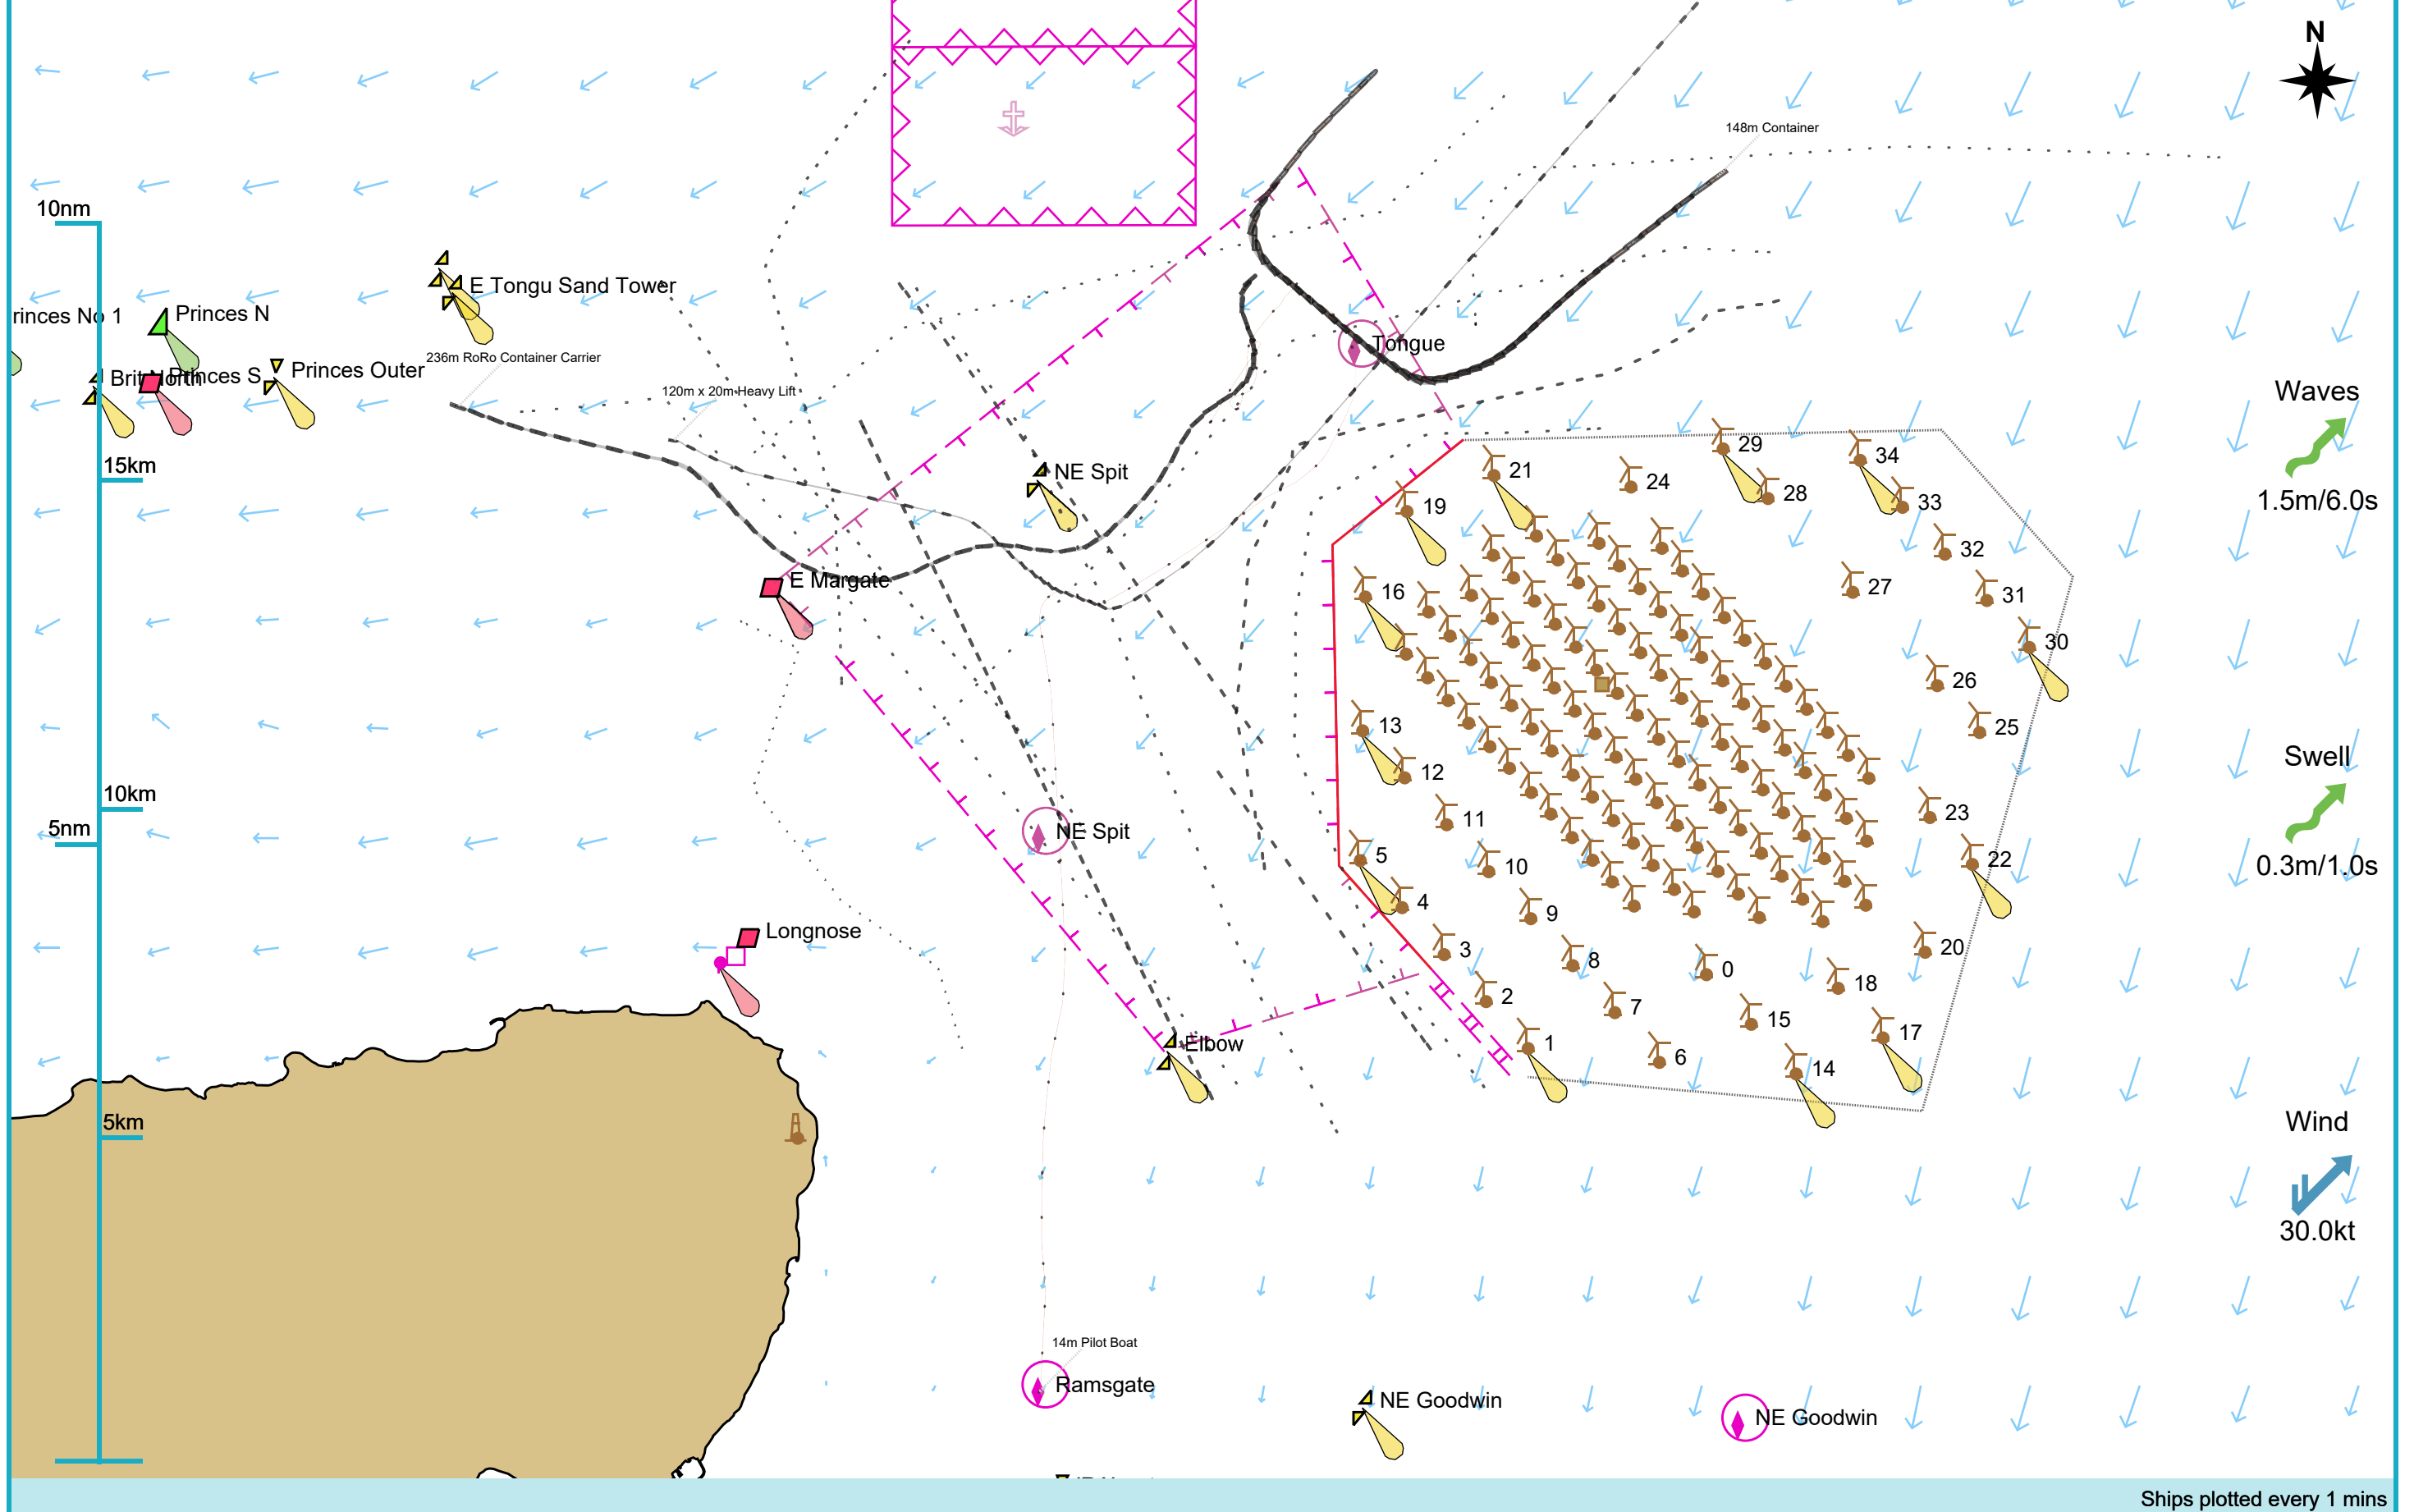 N
148m Container
10nm
E Tongu Sand Tower
rinces No 1
Princes N
236m RoRo Container Carrier
Tongue
Princes S
Princes Outer
120m x 20m Heavy Lift
Waves
15km
NE Spit
21
24
29
28
34
33
1.5m/6.0s
19
32
E Margate
16
27
31
30
26
13
25
Swell
12
10km
5nm
NE Spit
11
23
5
10
22
0.3m/1.0s
4
9
Longnose
3
8
0
20
2
7
18
15
17
Elbow
1
6
14
5km
Wind
30.0kt
14m Pilot Boat
Ramsgate
NE Goodwin
NE Goodwin
Ships plotted every 1 mins